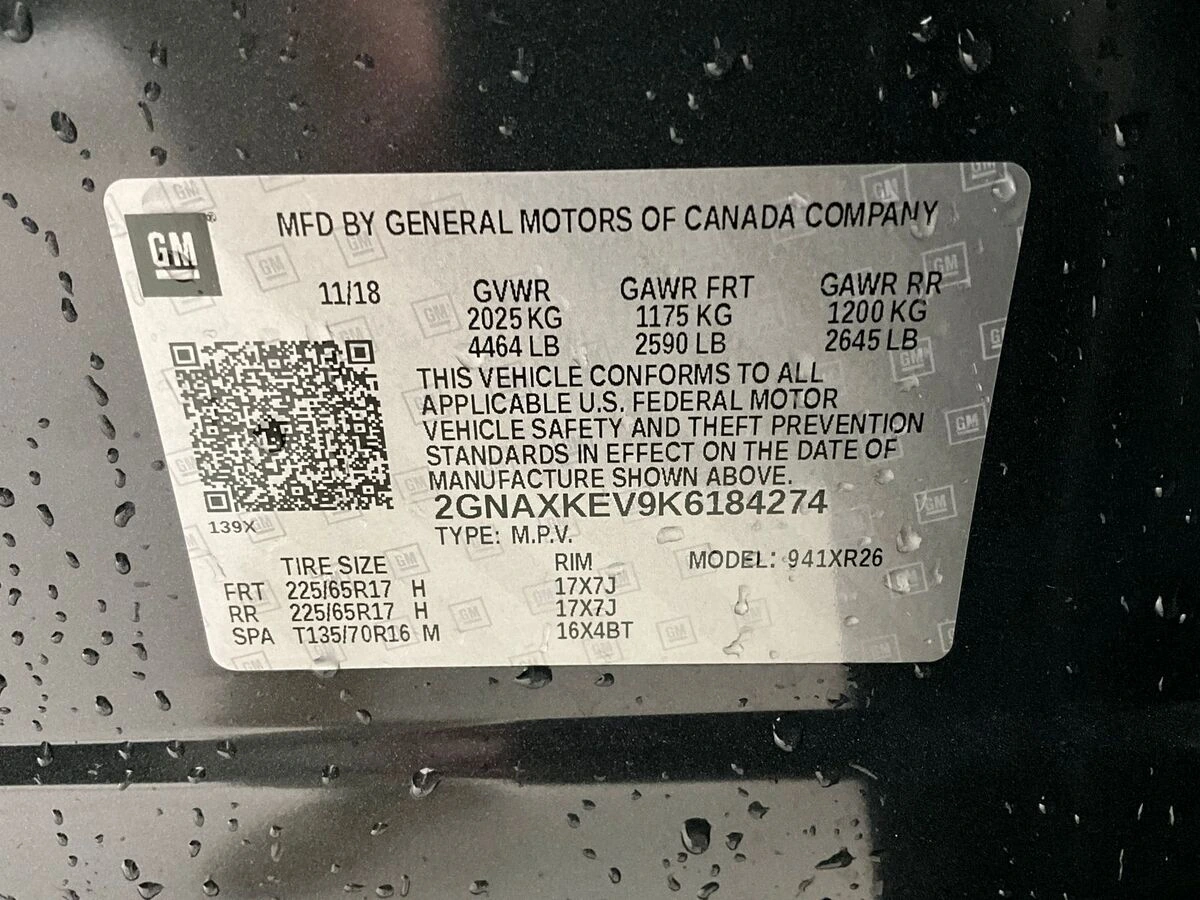 MFD BY GENERAL MOTORS OF CANADA COMPANY
GM
11/18 GVWR GAWR FRT GAWR RR
2025 KG 1175 KG 1200 KG
4464 LB 2590 LB 2645 LB
THIS VEHICLE CONFORMS TO ALL
APPLICABLE U.S. FEDERAL MOTOR
VEHICLE SAFETY AND THEFT PREVENTION
STANDARDS IN EFFECT ON THE DATE OF
MANUFACTURE SHOWN ABOVE.
2GNAXKEV9K6184274
139X
TYPE: M.P.V.
TIRE SIZE RIM MODEL: 941XR26
FRT 225/65R17 H 17X7J
RR 225/65R17 H 17X7J
SPA T135/70R16 M 16X4BT